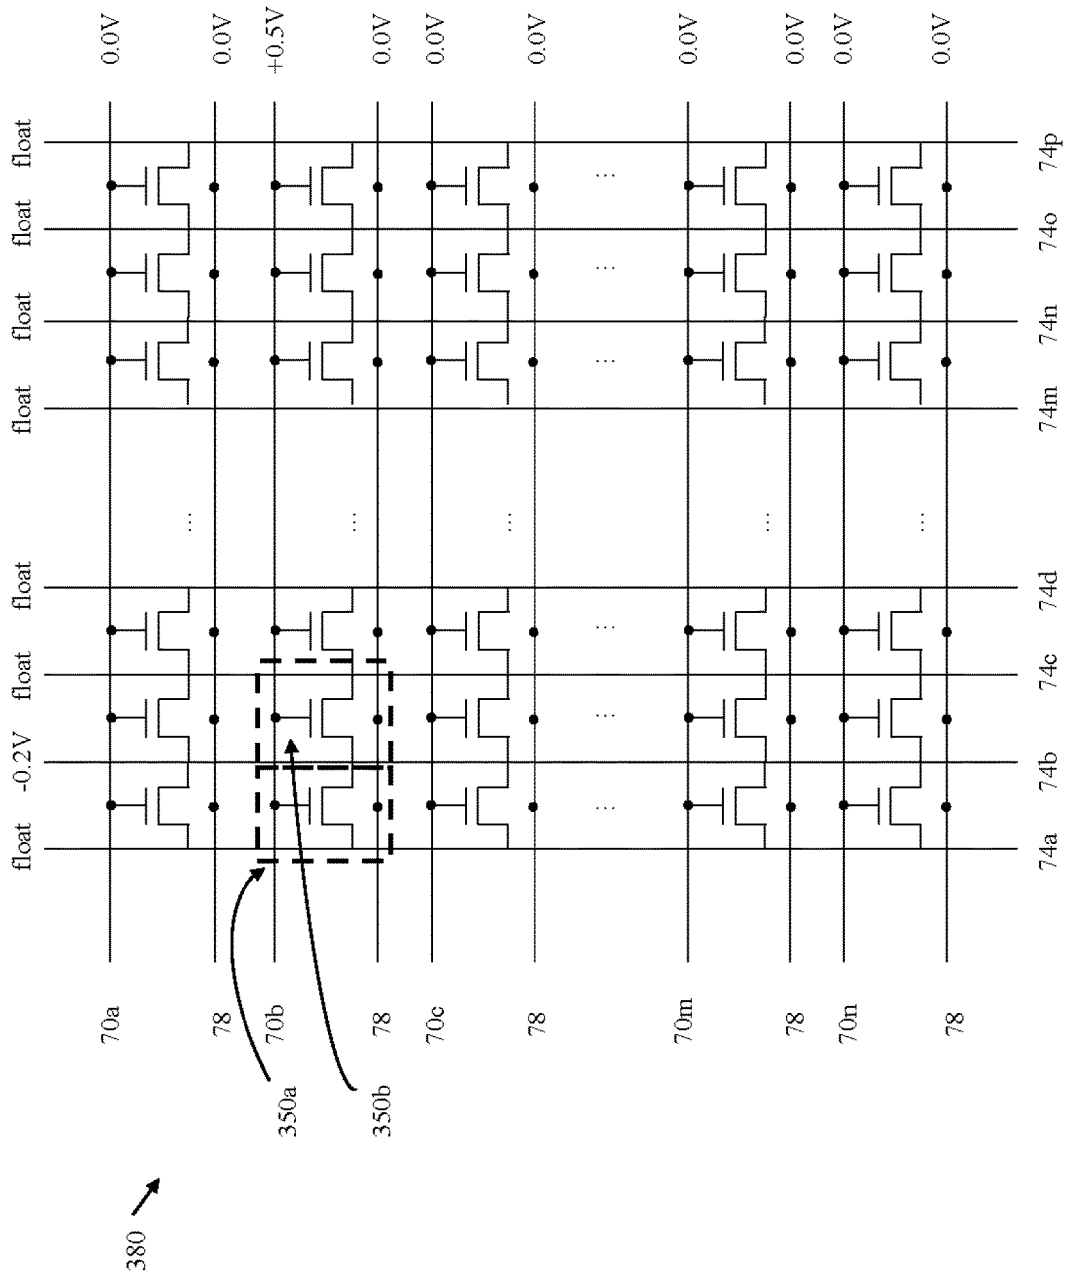 float -0.2V float float float float float float
70a 0.0V
380
78 0.0V
70b +0.5V
350a
78 0.0V
350b
70c 0.0V
78 0.0V
70m 0.0V
78 0.0V
70n 0.0V
78 0.0V
74a 74b 74c 74d 74m 74n 74o 74p